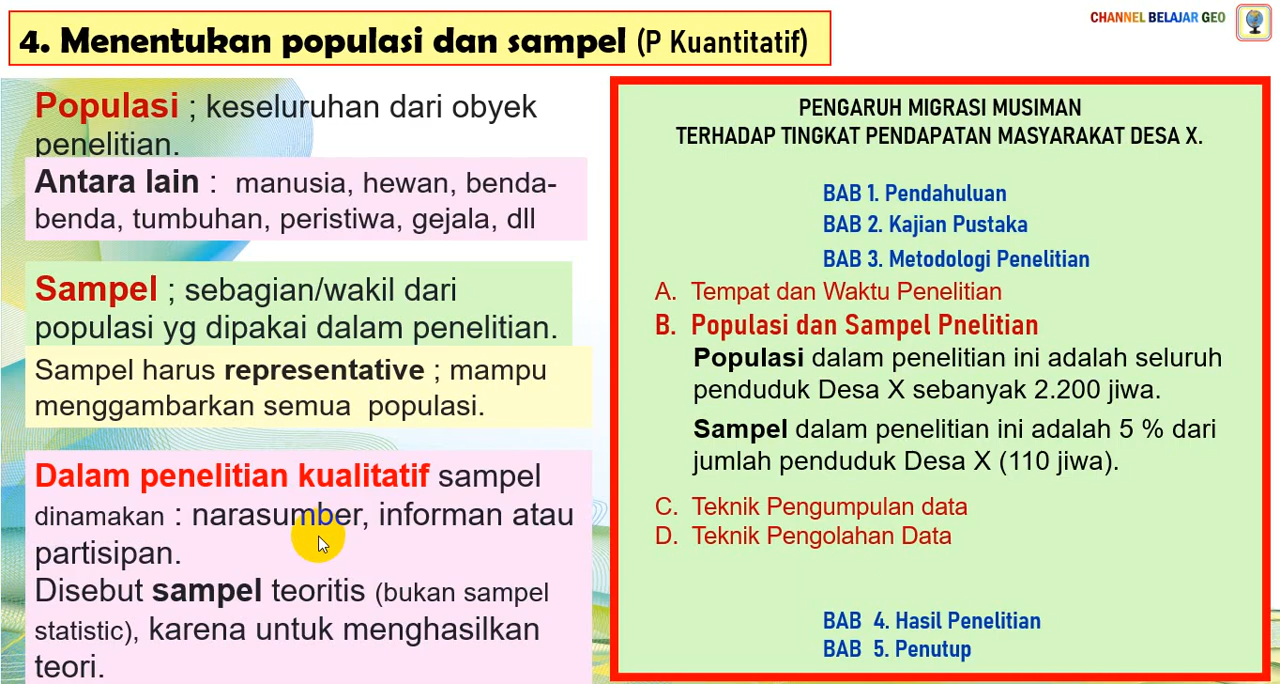 4. Menentukan populasi dan sampel (P Kuantitatif)
CHANNEL BELAJAR GEO
Populasi ; keseluruhan dari obyek
penelitian.
Antara lain : manusia, hewan, benda-
benda, tumbuhan, peristiwa, gejala, dll
Sampel ; sebagian/wakil dari
populasi yg dipakai dalam penelitian.
Sampel harus representative ; mampu
menggambarkan semua populasi.
Dalam penelitian kualitatif sampel
dinamakan : narasumber, informan atau
partisipan.
Disebut sampel teoritis (bukan sampel
statistic), karena untuk menghasilkan
teori.
PENGARUH MIGRASI MUSIMAN
TERHADAP TINGKAT PENDAPATAN MASYARAKAT DESA X.
BAB 1. Pendahuluan
BAB 2. Kajian Pustaka
BAB 3. Metodologi Penelitian
A. Tempat dan Waktu Penelitian
B. Populasi dan Sampel Pnelitian
Populasi dalam penelitian ini adalah seluruh
penduduk Desa X sebanyak 2.200 jiwa.
Sampel dalam penelitian ini adalah 5 % dari
jumlah penduduk Desa X (110 jiwa).
C. Teknik Pengumpulan data
D. Teknik Pengolahan Data
BAB 4. Hasil Penelitian
BAB 5. Penutup